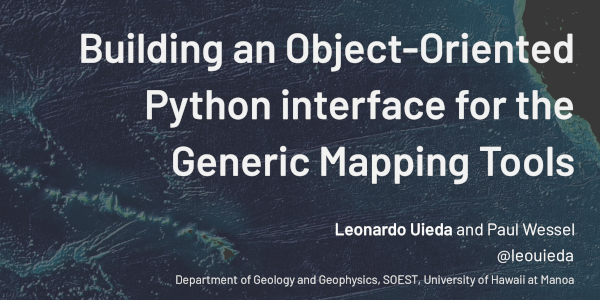 Building an Object-Oriented
Python interface for the
Generic Mapping Tools
Leonardo Uieda and Paul Wessel
@leouieda
Department of Geology and Geophysics, SOEST, University of Hawaii at Manoa